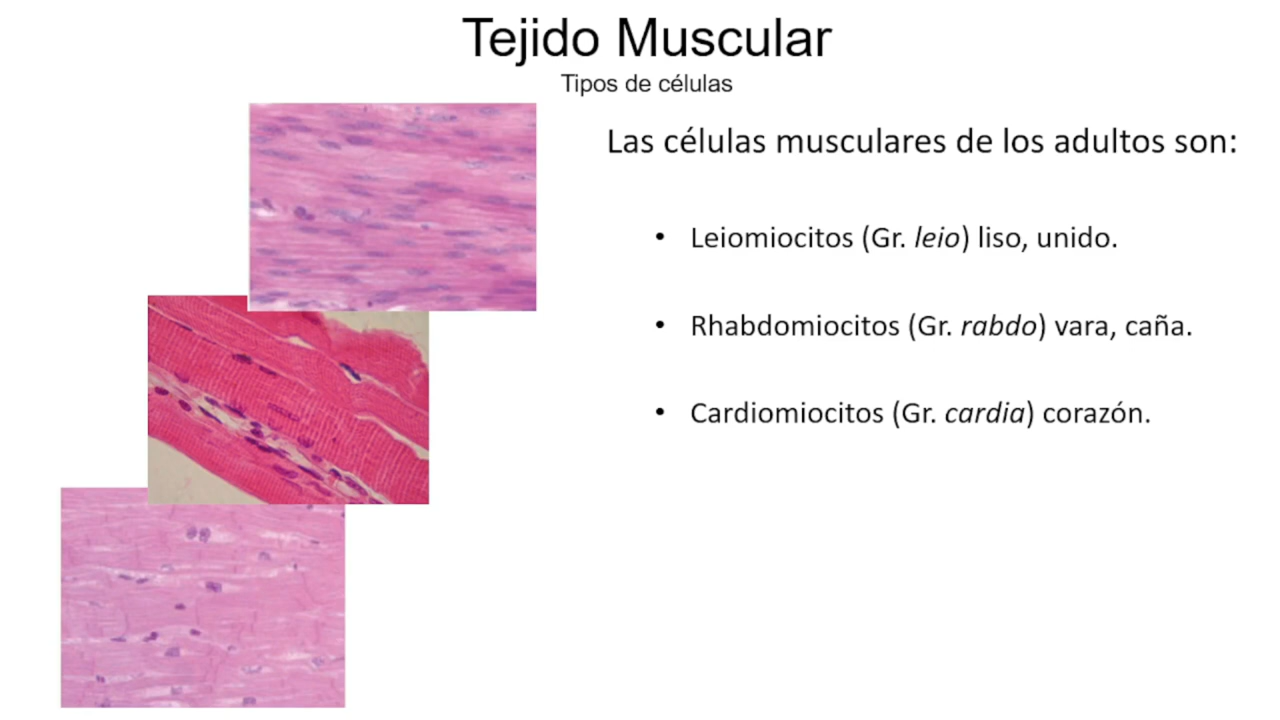 Tejido Muscular
Tipos de células
Las células musculares de los adultos son:
• Leiomiocitos (Gr. leio) liso, unido.
• Rhabdomiocitos (Gr. rabdo) vara, caña.
• Cardiomiocitos (Gr. cardia) corazón.